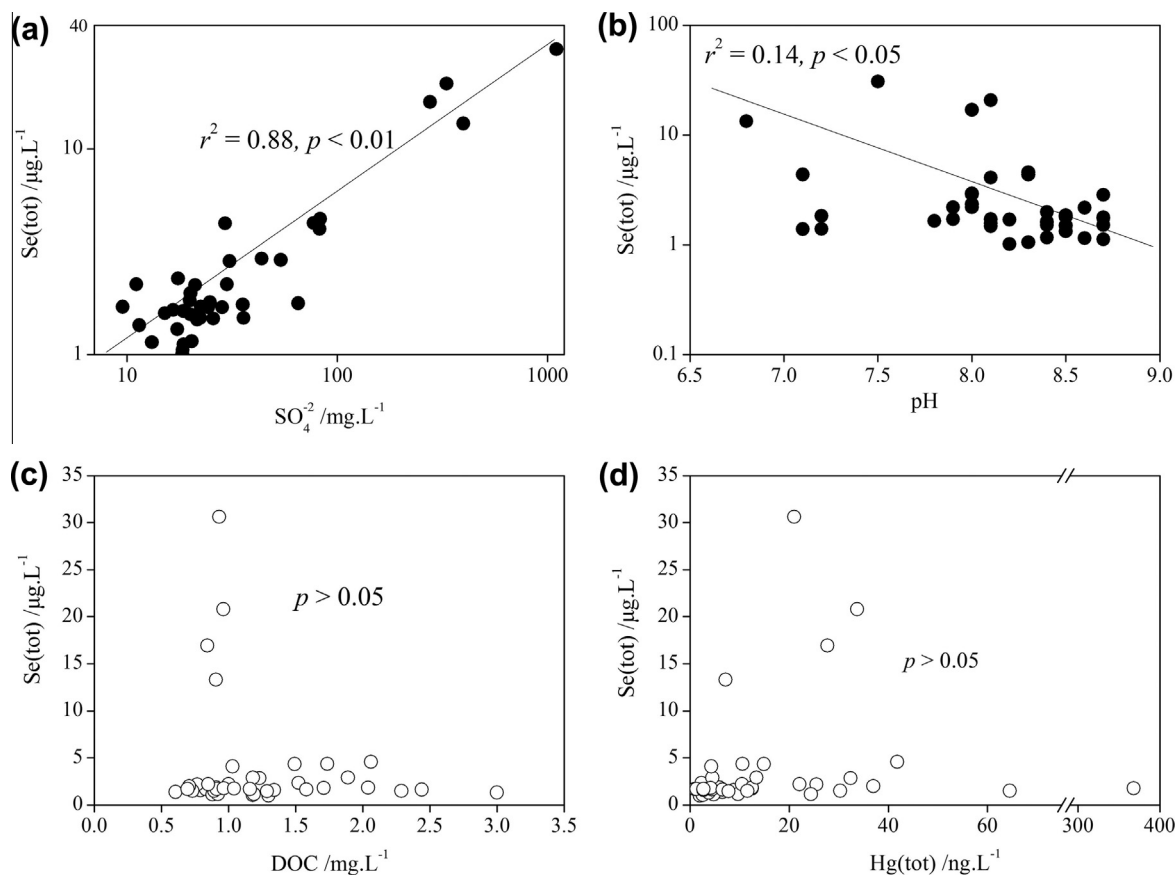 (a)
40
10
1
Se(tot) /µg.L⁻¹
r² = 0.88, p < 0.01
10 100 1000
SO₄⁻² /mg.L⁻¹
(b)
100
10
1
0.1
Se(tot) /µg.L⁻¹
r² = 0.14, p < 0.05
6.5 7.0 7.5 8.0 8.5 9.0
pH
(c)
35
30
25
20
15
10
5
0
Se(tot) /µg.L⁻¹
p > 0.05
0.0 0.5 1.0 1.5 2.0 2.5 3.0 3.5
DOC /mg.L⁻¹
(d)
35
30
25
20
15
10
5
0
Se(tot) /µg.L⁻¹
p > 0.05
0 20 40 60 300
Hg(tot) /ng.L⁻¹